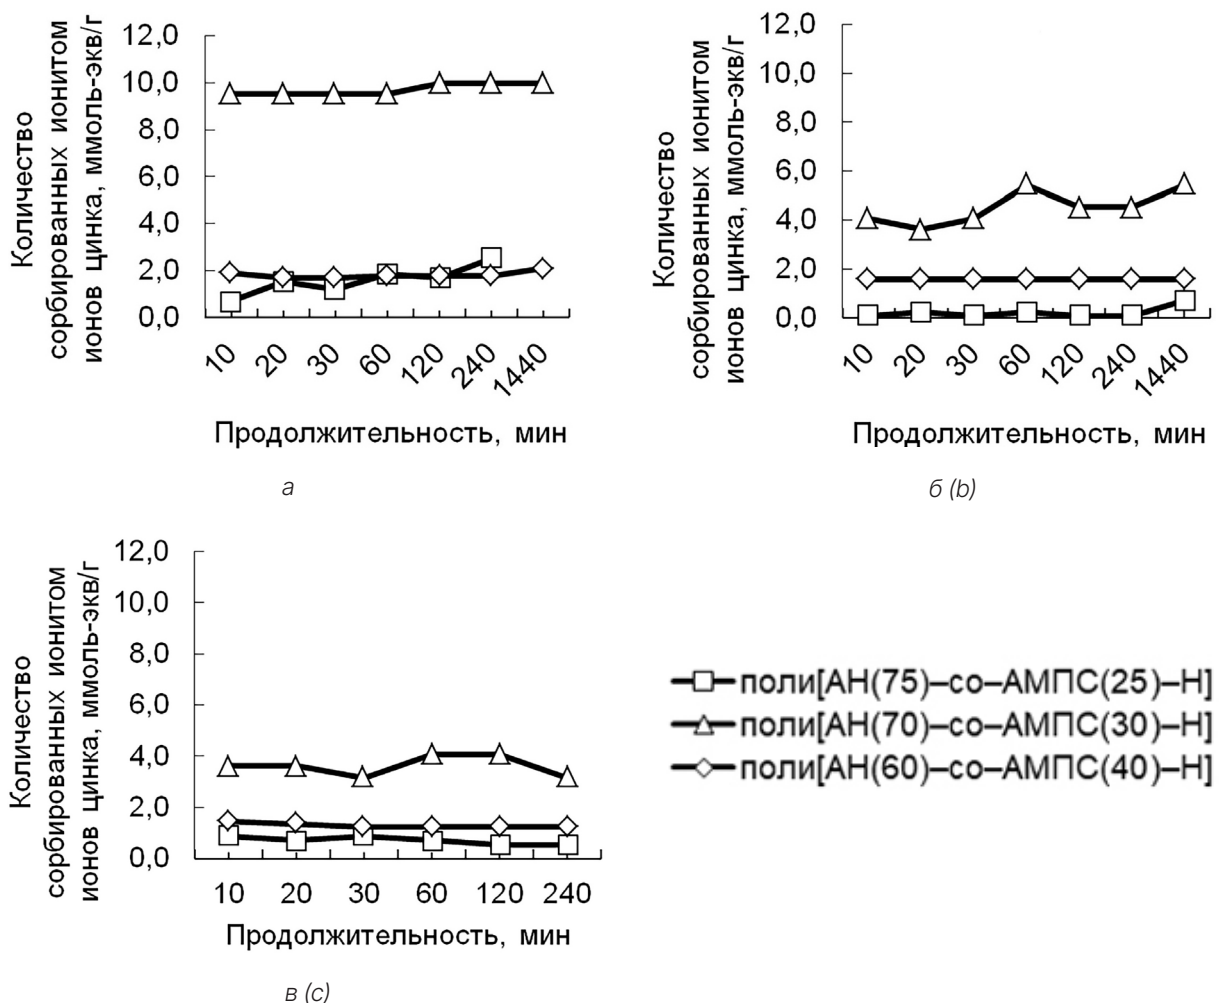 Количество
сорбированных ионитом
ионов цинка, ммоль-экв/г
12,0
10,0
8,0
6,0
4,0
2,0
0,0
10
20
30
60
120
240
1440
Продолжительность, мин
а
Количество
сорбированных ионитом
ионов цинка, ммоль-экв/г
12,0
10,0
8,0
6,0
4,0
2,0
0,0
10
20
30
60
120
240
1440
Продолжительность, мин
б (b)
Количество
сорбированных ионитом
ионов цинка, ммоль-экв/г
12,0
10,0
8,0
6,0
4,0
2,0
0,0
10
20
30
60
120
240
Продолжительность, мин
в (c)
поли[АН(75)–со–АМПС(25)–Н]
поли[АН(70)–со–АМПС(30)–Н]
поли[АН(60)–со–АМПС(40)–Н]